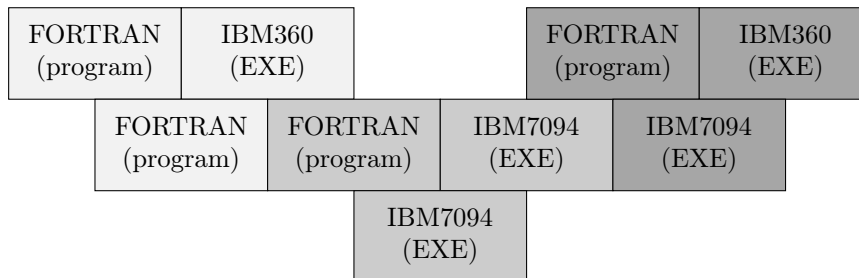 FORTRAN IBM360 FORTRAN IBM360
(program) (EXE) (program) (EXE)
FORTRAN FORTRAN IBM7094 IBM7094
(program) (program) (EXE) (EXE)
IBM7094
(EXE)